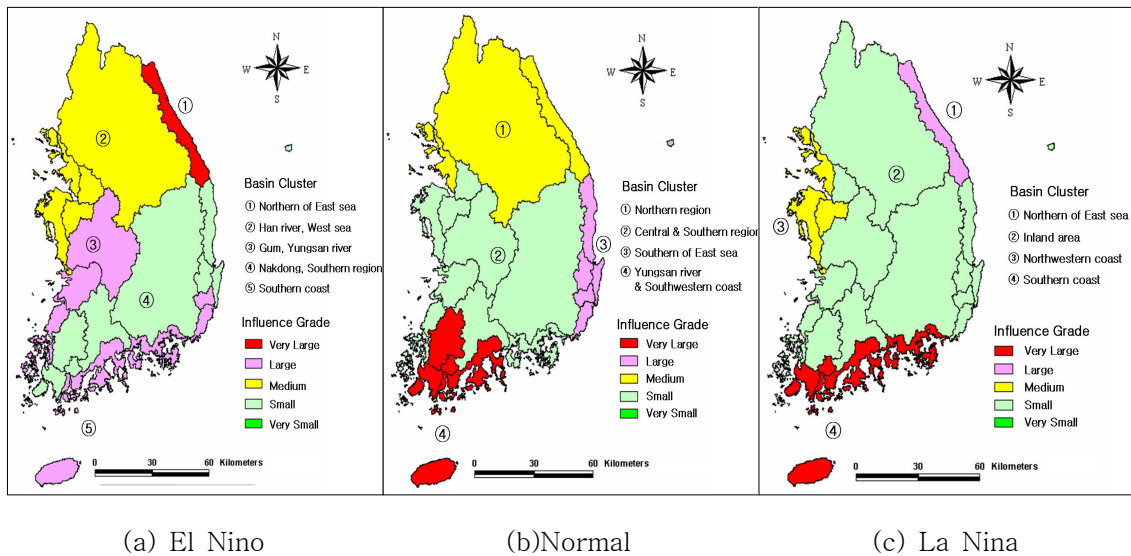 N
W E
S
①
②
③
④
⑤
Basin Cluster
① Northern of East sea
② Han river, West sea
③ Gum, Yungsan river
④ Nakdong, Southern region
⑤ Southern coast
Influence Grade
Very Large
Large
Medium
Small
Very Small
0 30 60 Kilometers
N
W E
S
①
②
③
④
Basin Cluster
① Northern region
② Central & Southern region
③ Southern of East sea
④ Yungsan river
& Southwestern coast
Influence Grade
Very Large
Large
Medium
Small
Very Small
0 30 60 Kilometers
N
W E
S
①
②
③
④
Basin Cluster
① Northern of East sea
② Inland area
③ Northwestern coast
④ Southern coast
Influence Grade
Very Large
Large
Medium
Small
Very Small
0 30 60 Kilometers
(a) El Nino
(b)Normal
(c) La Nina